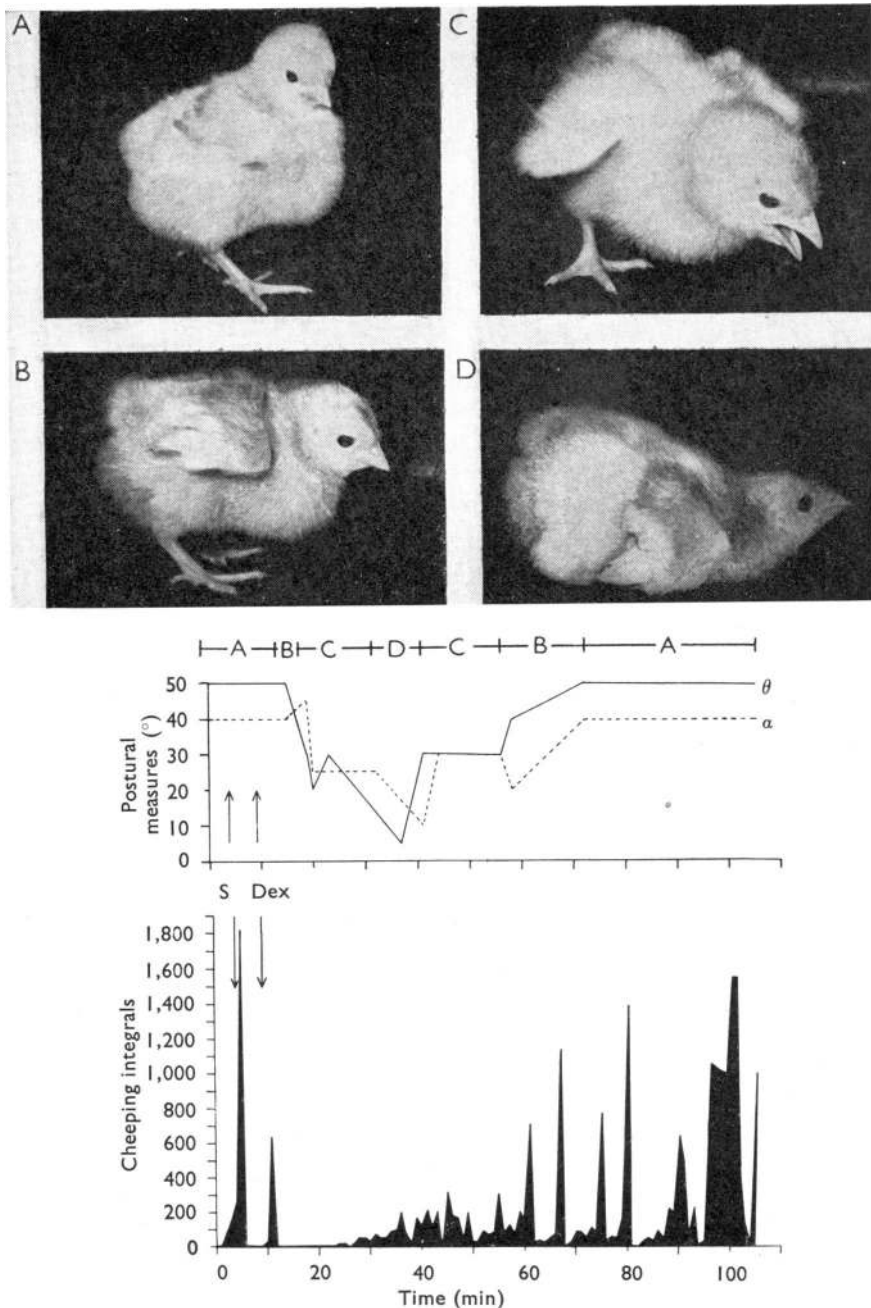 A
C
B
D
A B C D C B A
50
40
30
20
10
0
Postural
measures (°)
θ
α
S Dex
1,800
1,600
1,400
1,200
1,000
800
600
400
200
0
Cheeping integrals
0 20 40 60 80 100
Time (min)